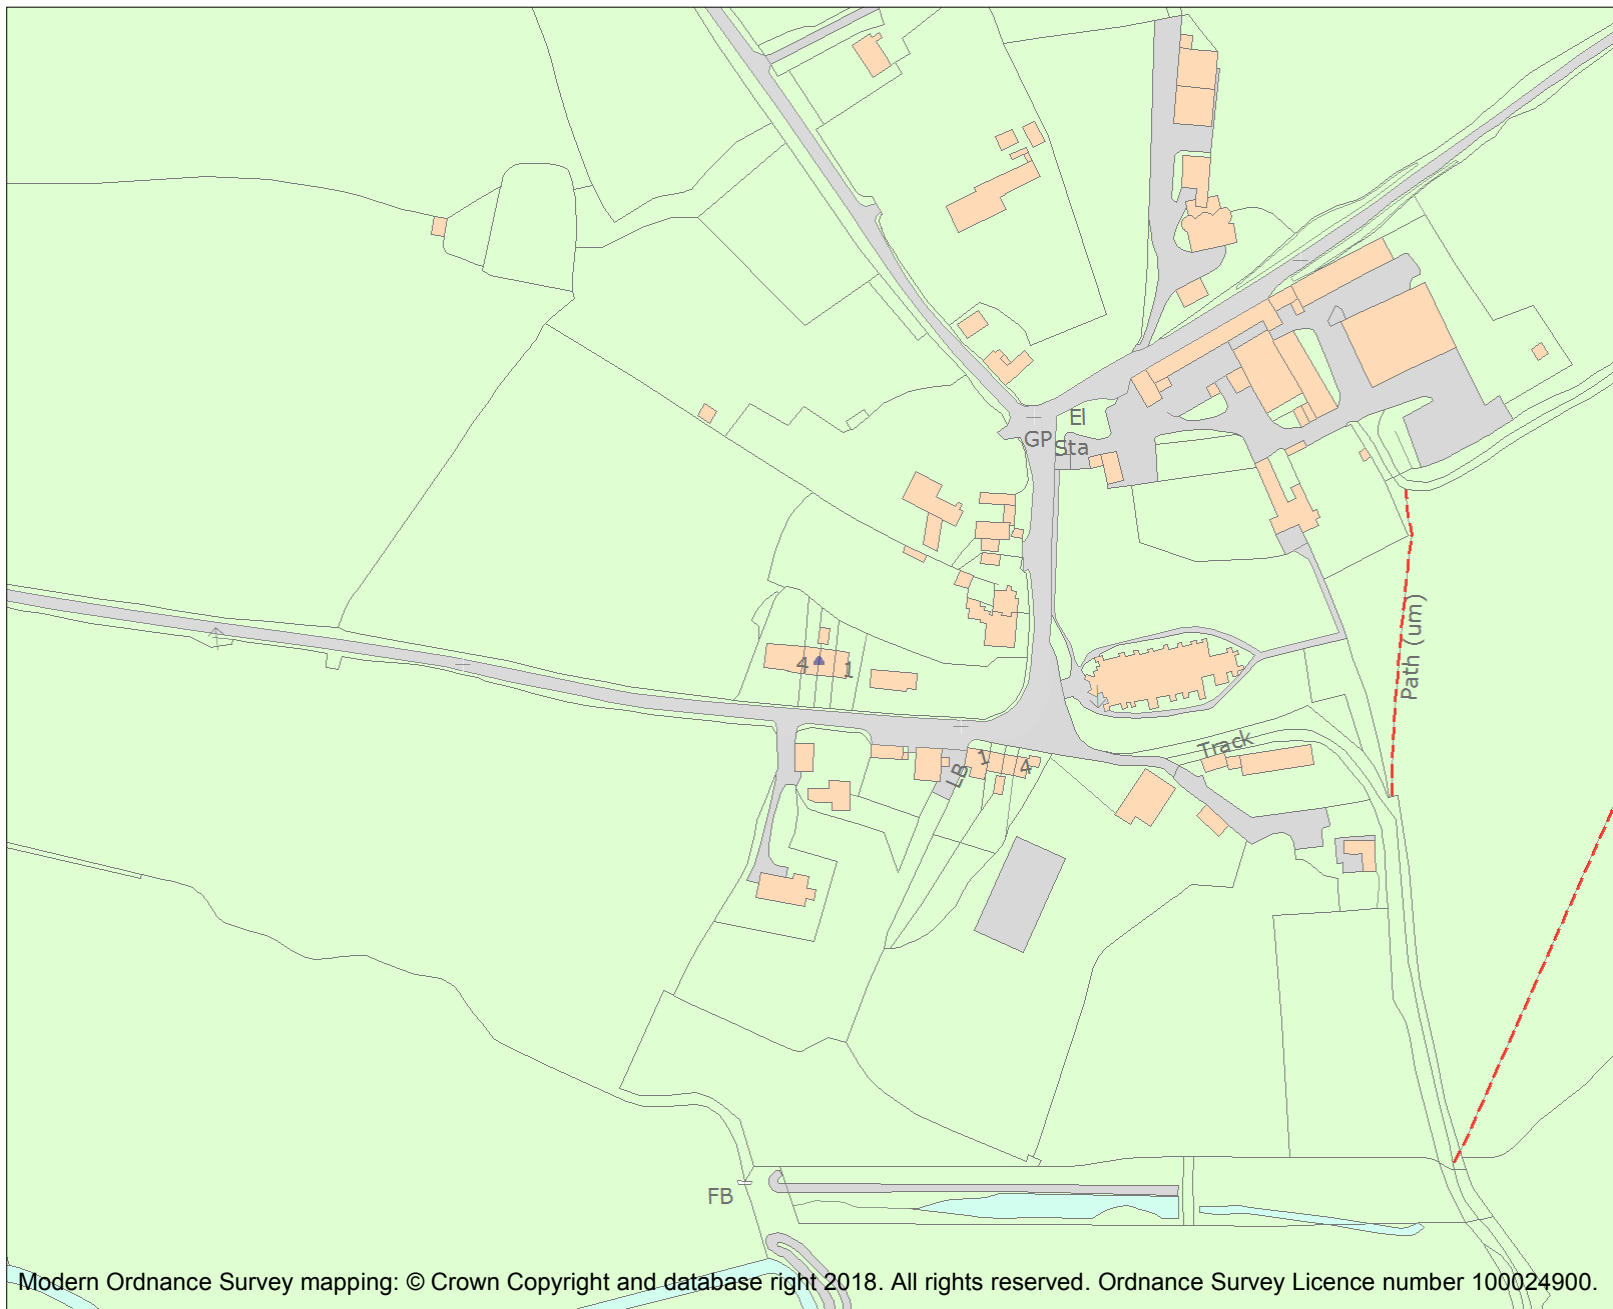 El
GP
Sta
Path (um)
4
1
Track
1
4
LB
FB
Modern Ordnance Survey mapping: © Crown Copyright and database right 2018. All rights reserved. Ordnance Survey Licence number 100024900.